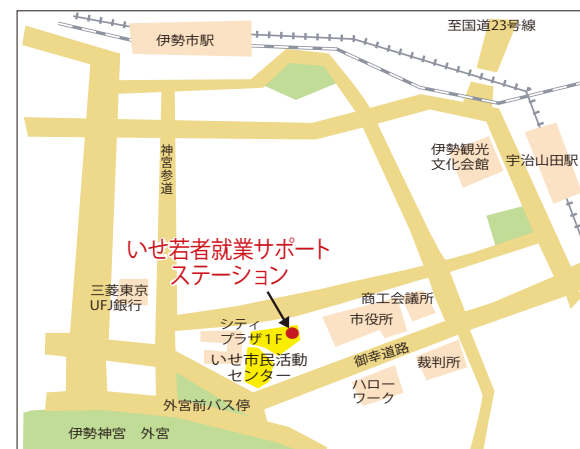 至国道23号線
伊勢市駅
伊勢観光
文化会館
宇治山田駅
神宮参道
いせ若者就業サポート
ステーション
三菱東京
UFJ銀行
商工会議所
シティ
プラザ1F
市役所
いせ市民活動
センター
御幸道路
裁判所
ハロー
ワーク
外宮前バス停
伊勢神宮　外宮